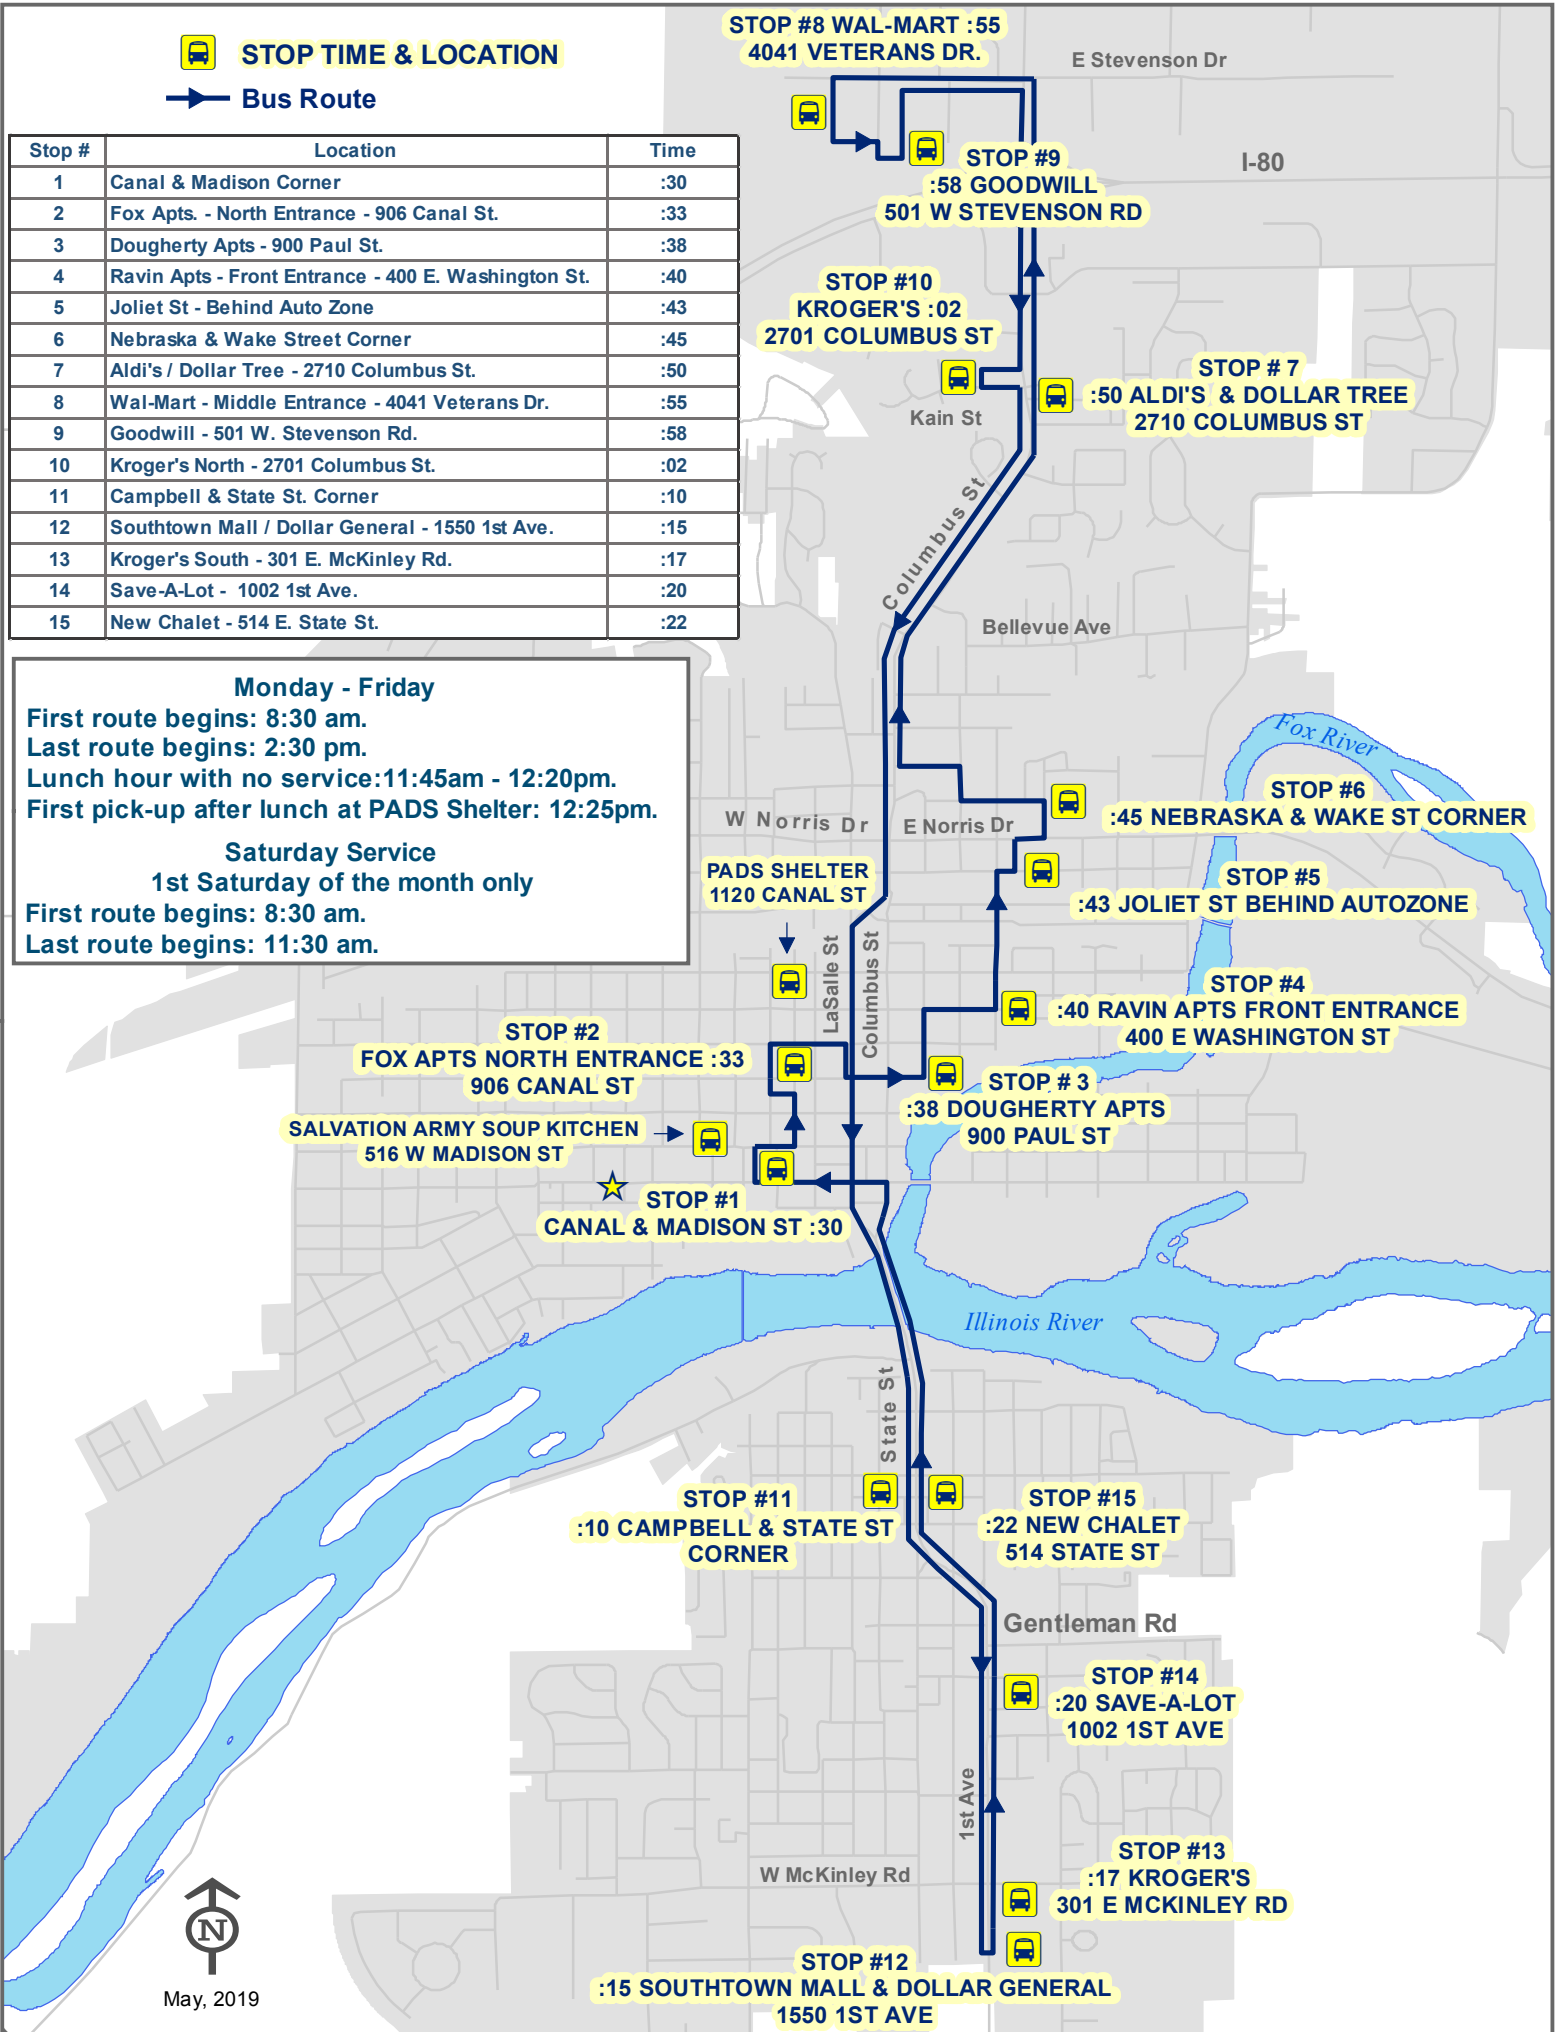 STOP TIME & LOCATION
Bus Route
Stop # Location Time
1 Canal & Madison Corner :30
2 Fox Apts. - North Entrance - 906 Canal St. :33
3 Dougherty Apts - 900 Paul St. :38
4 Ravin Apts - Front Entrance - 400 E. Washington St. :40
5 Joliet St - Behind Auto Zone :43
6 Nebraska & Wake Street Corner :45
7 Aldi's / Dollar Tree - 2710 Columbus St. :50
8 Wal-Mart - Middle Entrance - 4041 Veterans Dr. :55
9 Goodwill - 501 W. Stevenson Rd. :58
10 Kroger's North - 2701 Columbus St. :02
11 Campbell & State St. Corner :10
12 Southtown Mall / Dollar General - 1550 1st Ave. :15
13 Kroger's South - 301 E. McKinley Rd. :17
14 Save-A-Lot - 1002 1st Ave. :20
15 New Chalet - 514 E. State St. :22
Monday - Friday
First route begins: 8:30 am.
Last route begins: 2:30 pm.
Lunch hour with no service:11:45am - 12:20pm.
First pick-up after lunch at PADS Shelter: 12:25pm.
Saturday Service
1st Saturday of the month only
First route begins: 8:30 am.
Last route begins: 11:30 am.
STOP #8 WAL-MART :55
4041 VETERANS DR.
E Stevenson Dr
I-80
STOP #9
:58 GOODWILL
501 W STEVENSON RD
STOP #10
KROGER'S :02
2701 COLUMBUS ST
STOP # 7
:50 ALDI'S & DOLLAR TREE
2710 COLUMBUS ST
Kain St
Columbus St
Bellevue Ave
Fox River
STOP #6
:45 NEBRASKA & WAKE ST CORNER
W Norris Dr
E Norris Dr
PADS SHELTER
1120 CANAL ST
STOP #5
:43 JOLIET ST BEHIND AUTOZONE
LaSalle St
Columbus St
STOP #4
:40 RAVIN APTS FRONT ENTRANCE
400 E WASHINGTON ST
STOP #2
FOX APTS NORTH ENTRANCE :33
906 CANAL ST
STOP # 3
:38 DOUGHERTY APTS
900 PAUL ST
SALVATION ARMY SOUP KITCHEN
516 W MADISON ST
STOP #1
CANAL & MADISON ST :30
Illinois River
State St
STOP #11
:10 CAMPBELL & STATE ST
CORNER
STOP #15
:22 NEW CHALET
514 STATE ST
Gentleman Rd
STOP #14
:20 SAVE-A-LOT
1002 1ST AVE
1st Ave
W McKinley Rd
STOP #13
:17 KROGER'S
301 E MCKINLEY RD
STOP #12
:15 SOUTHTOWN MALL & DOLLAR GENERAL
1550 1ST AVE
N
May, 2019